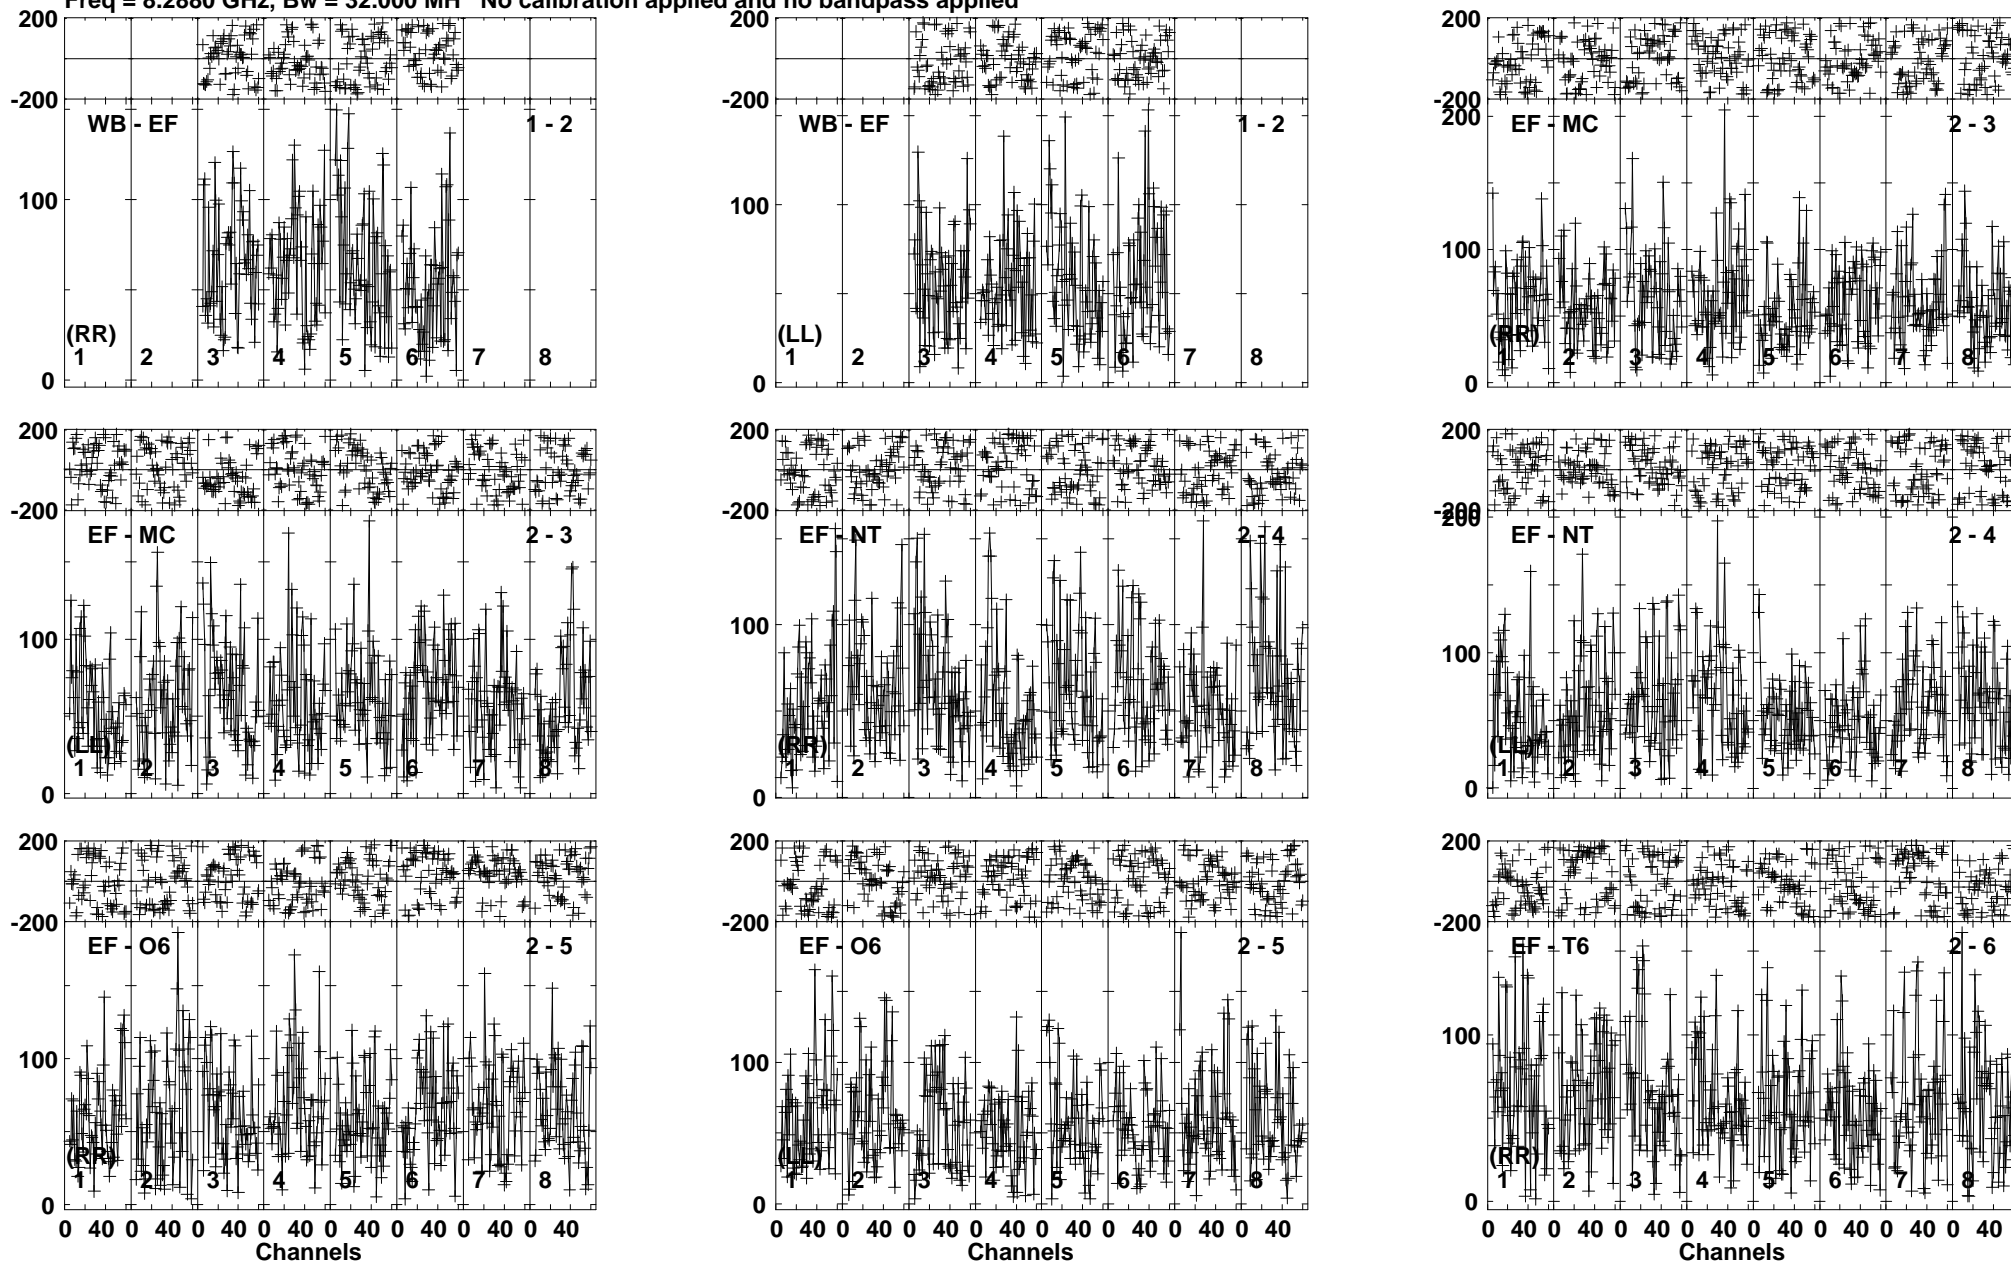 Freq = 8.2880 GHz, Bw = 32.000 MH No calibration applied and no bandpass applied
200 200 200
-200 -200 -200
WB - EF 1 - 2 WB - EF 1 - 2 200 EF - MC 2 - 3
100 100 100
(RR) (LL) (RR)
1 2 3 4 5 6 7 8 1 2 3 4 5 6 7 8 1 2 3 4 5 6 7 8
0 0 0
200 200 200
-200 -200 -200
200
EF - MC 2 - 3 EF - NT 2 - 4 EF - NT 2 - 4
100 100 100
(LL) (RR) (LL)
1 2 3 4 5 6 7 8 1 2 3 4 5 6 7 8 1 2 3 4 5 6 7 8
0 0 0
200 200 200
-200 -200 -200
EF - O6 2 - 5 EF - O6 2 - 5 EF - T6 2 - 6
100 100 100
(RR) (LL) (RR)
1 2 3 4 5 6 7 8 1 2 3 4 5 6 7 8 1 2 3 4 5 6 7 8
0 0 0
0 40 0 40 0 40 0 40 0 40 0 40 0 40 0 40 0 40 0 40 0 40 0 40 0 40 0 40 0 40 0 40 0 40 0 40 0 40 0 40 0 40 0 40 0 40 0 40
Channels Channels Channels